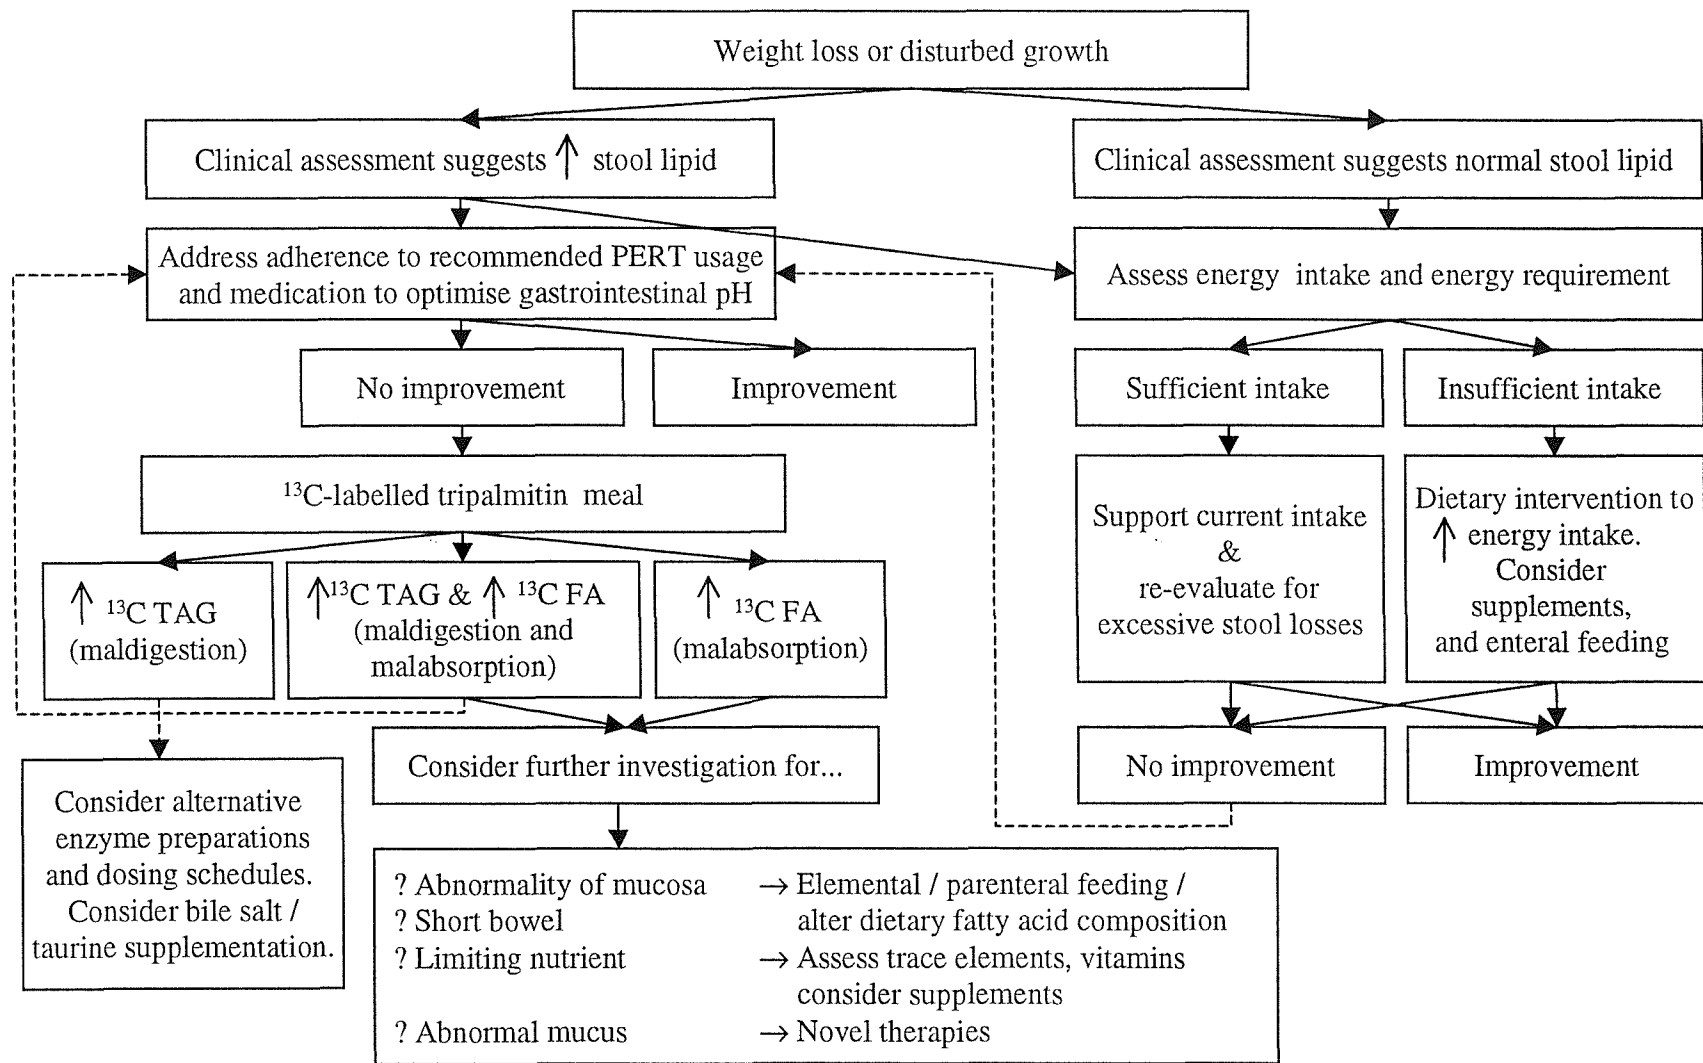 Weight loss or disturbed growth
Clinical assessment suggests ↑ stool lipid
Clinical assessment suggests normal stool lipid
Address adherence to recommended PERT usage
and medication to optimise gastrointestinal pH
Assess energy intake and energy requirement
No improvement
Improvement
Sufficient intake
Insufficient intake
¹³C-labelled tripalmitin meal
Support current intake
&
re-evaluate for
excessive stool losses
Dietary intervention to
↑ energy intake.
Consider
supplements,
and enteral feeding
↑ ¹³C TAG
(maldigestion)
↑¹³C TAG & ↑ ¹³C FA
(maldigestion and
malabsorption)
↑ ¹³C FA
(malabsorption)
Consider further investigation for...
No improvement
Improvement
Consider alternative
enzyme preparations
and dosing schedules.
Consider bile salt /
taurine supplementation.
? Abnormality of mucosa → Elemental / parenteral feeding /
? Short bowel alter dietary fatty acid composition
? Limiting nutrient → Assess trace elements, vitamins
consider supplements
? Abnormal mucus → Novel therapies